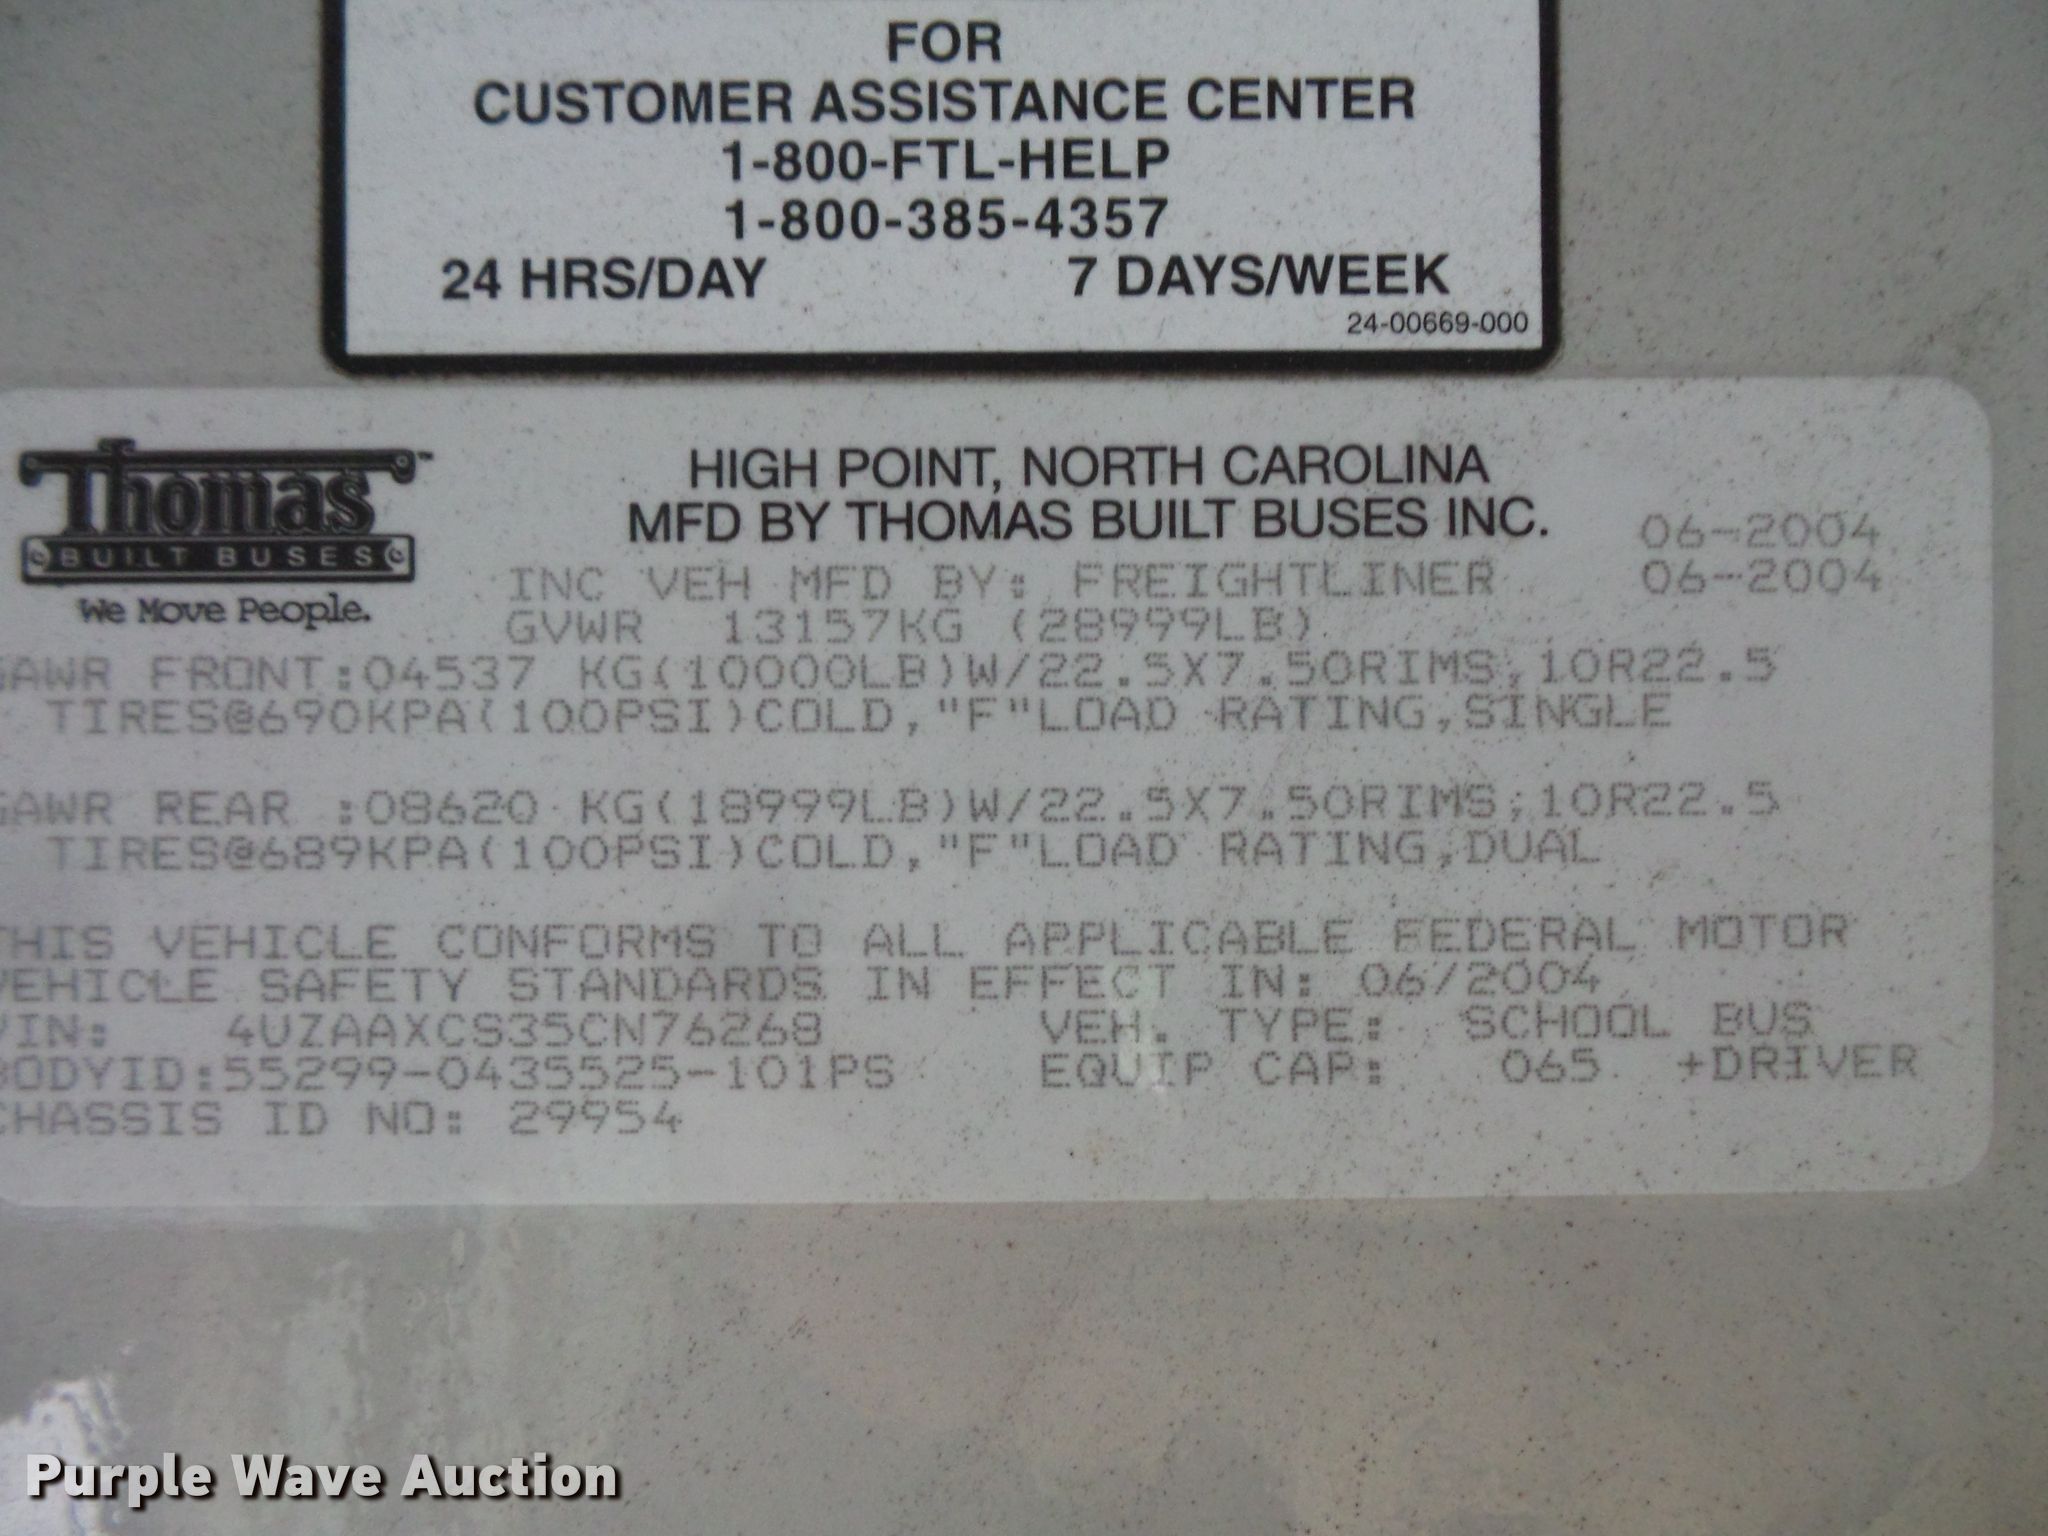 FOR
CUSTOMER ASSISTANCE CENTER
1-800-FTL-HELP
1-800-385-4357
24 HRS/DAY 7 DAYS/WEEK
24-00669-000
Thomas™
BUILT BUSES
We Move People.
HIGH POINT, NORTH CAROLINA
MFD BY THOMAS BUILT BUSES INC. 06-2004
INC VEH MFD BY: FREIGHTLINER 06-2004
GVWR 13157KG (28999LB)
GAWR FRONT:04537 KG(10000LB)W/22.5X7.50RIMS,10R22.5
TIRES@690KPA(100PSI)COLD,"F"LOAD RATING,SINGLE
GAWR REAR :08620 KG(18999LB)W/22.5X7.50RIMS,10R22.5
TIRES@689KPA(100PSI)COLD,"F"LOAD RATING,DUAL
THIS VEHICLE CONFORMS TO ALL APPLICABLE FEDERAL MOTOR
VEHICLE SAFETY STANDARDS IN EFFECT IN: 06/2004
VIN: 4UZAAXCS35CN76268 VEH. TYPE: SCHOOL BUS
BODYID:55299-0435525-101PS EQUIP CAP: 065 +DRIVER
CHASSIS ID NO: 29954
Purple Wave Auction